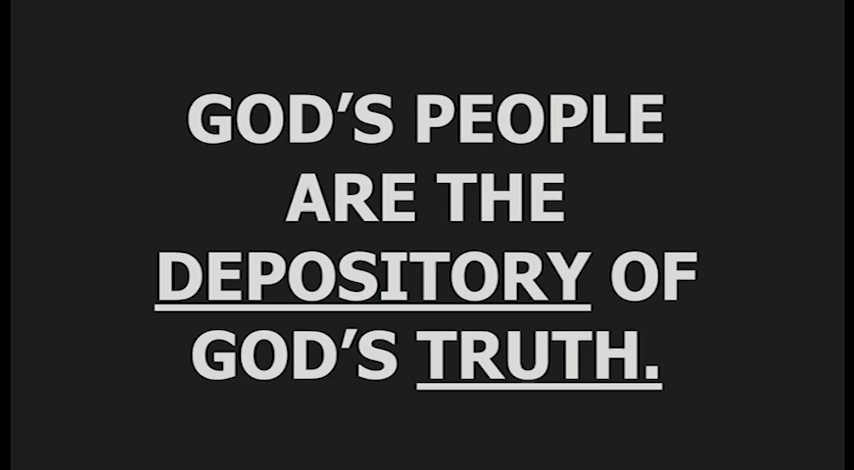 GOD’S PEOPLE
ARE THE
DEPOSITORY OF
GOD’S TRUTH.